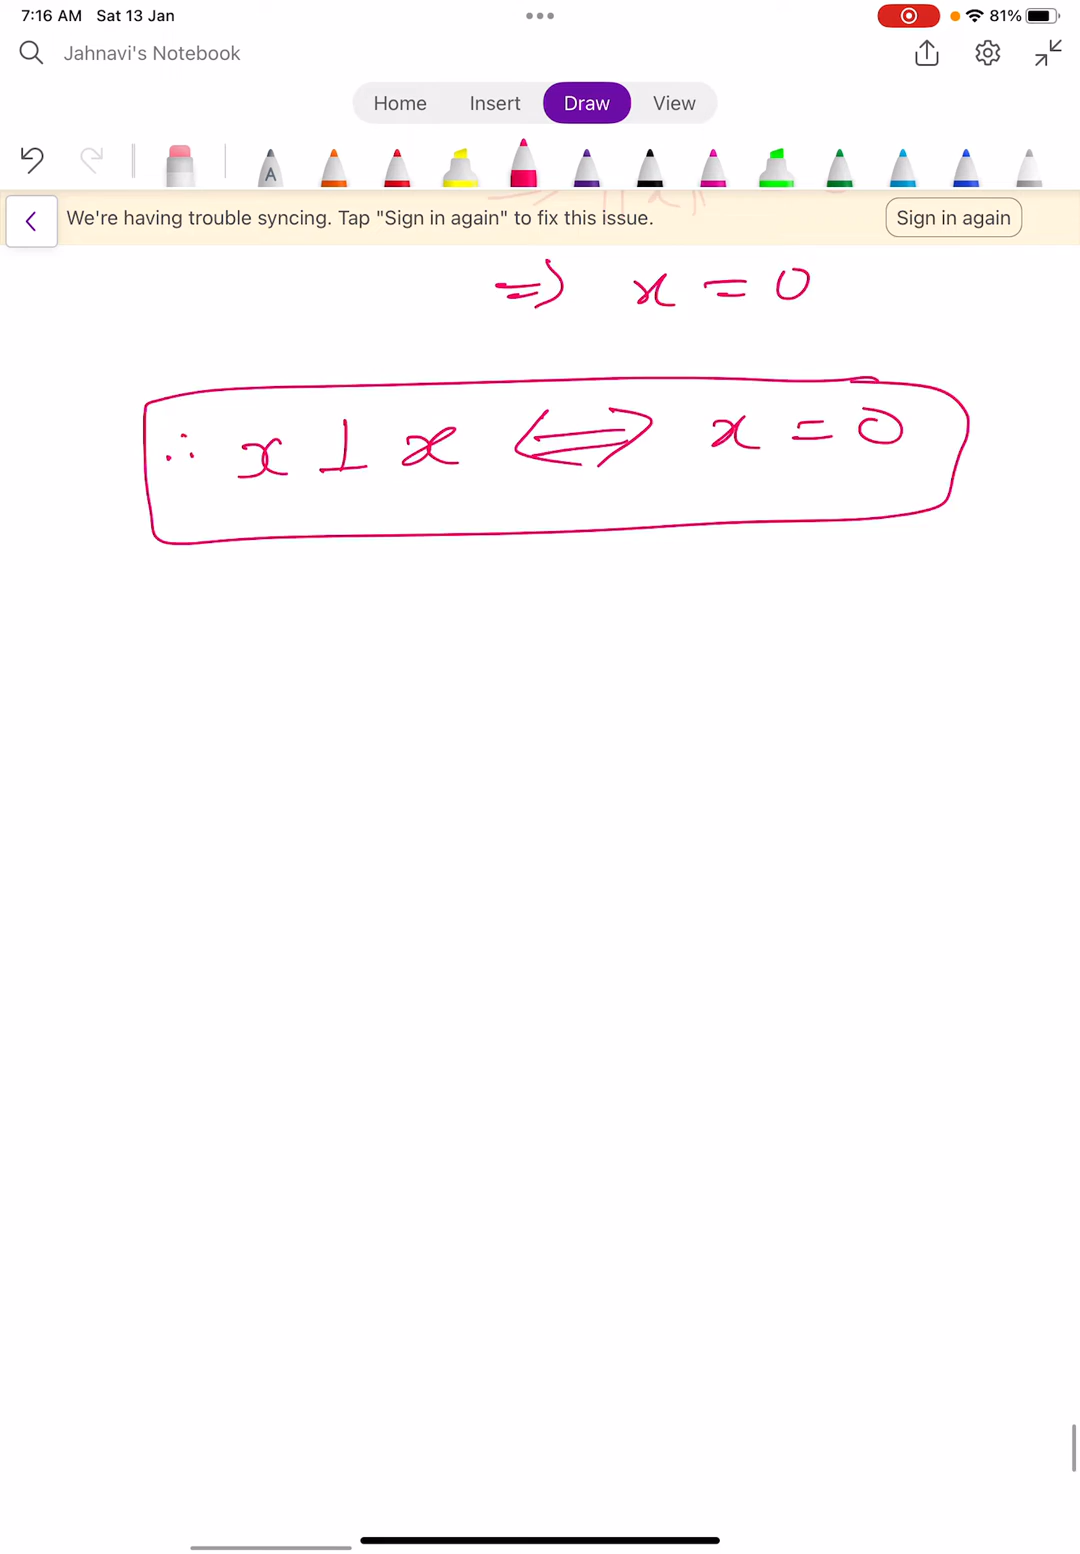 7:16 AM Sat 13 Jan
81%
Jahnavi's Notebook
Home Insert Draw View
A
We're having trouble syncing. Tap "Sign in again" to fix this issue.
Sign in again
=> x = 0
∴ x ⊥ x ⟺ x = 0